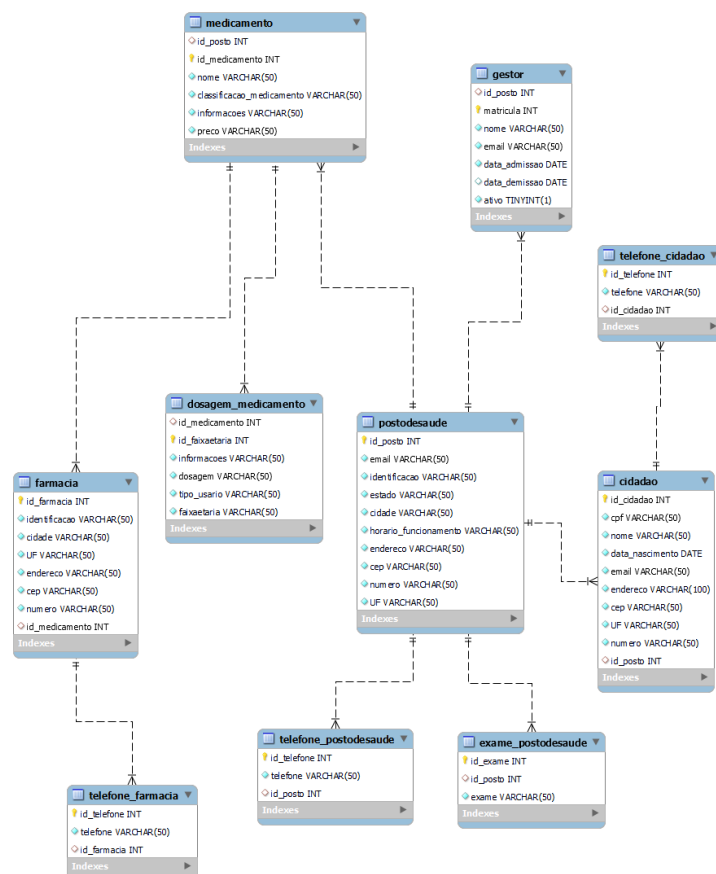 medicamento
id_posto INT
id_medicamento INT
nome VARCHAR(50)
classificacao_medicamento VARCHAR(50)
informacoes VARCHAR(50)
preco VARCHAR(50)
Indexes
gestor
id_posto INT
matricula INT
nome VARCHAR(50)
email VARCHAR(50)
data_admissao DATE
data_demissao DATE
ativo TINYINT(1)
Indexes
telefone_cidadao
id_telefone INT
telefone VARCHAR(50)
id_cidadao INT
Indexes
dosagem_medicamento
id_medicamento INT
id_faixaetaria INT
informacoes VARCHAR(50)
dosagem VARCHAR(50)
tipo_usario VARCHAR(50)
faixaetaria VARCHAR(50)
Indexes
postodesaude
id_posto INT
email VARCHAR(50)
identificacao VARCHAR(50)
estado VARCHAR(50)
cidade VARCHAR(50)
horario_funcionamento VARCHAR(50)
endereco VARCHAR(50)
cep VARCHAR(50)
numero VARCHAR(50)
UF VARCHAR(50)
Indexes
farmacia
id_farmacia INT
identificacao VARCHAR(50)
cidade VARCHAR(50)
UF VARCHAR(50)
endereco VARCHAR(50)
cep VARCHAR(50)
numero VARCHAR(50)
id_medicamento INT
Indexes
cidadao
id_cidadao INT
cpf VARCHAR(50)
nome VARCHAR(50)
data_nascimento DATE
email VARCHAR(50)
endereco VARCHAR(100)
cep VARCHAR(50)
UF VARCHAR(50)
numero VARCHAR(50)
id_posto INT
Indexes
telefone_postodesaude
id_telefone INT
telefone VARCHAR(50)
id_posto INT
Indexes
exame_postodesaude
id_exame INT
id_posto INT
exame VARCHAR(50)
Indexes
telefone_farmacia
id_telefone INT
telefone VARCHAR(50)
id_farmacia INT
Indexes